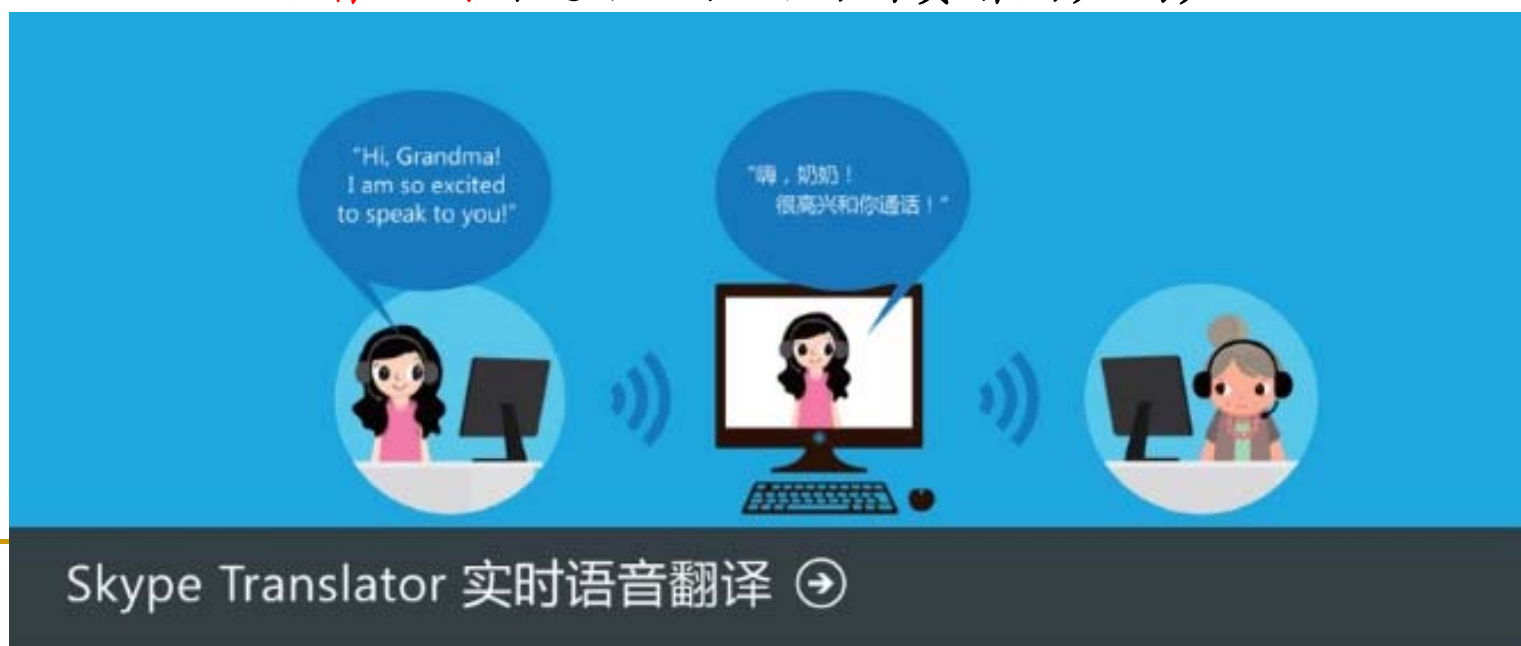 "Hi, Grandma!
I am so excited
to speak to you!"
"嗨，奶奶！
很高兴和你通话！"
Skype Translator 实时语音翻译